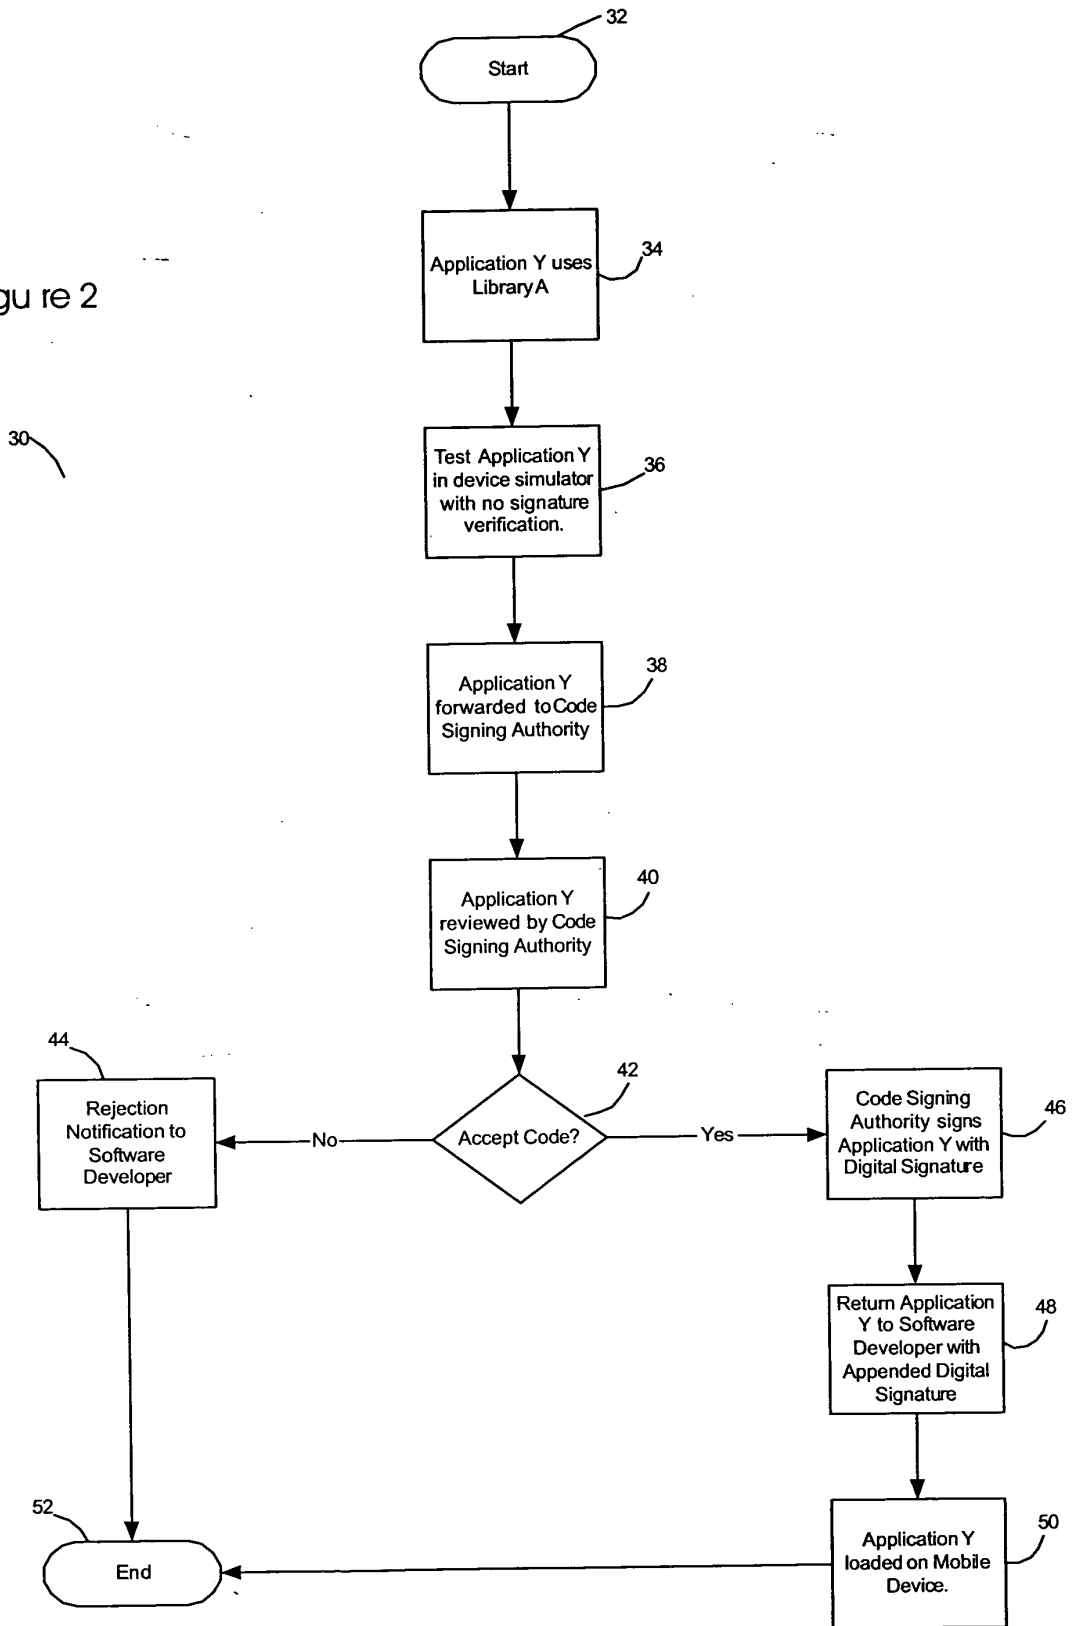 32
Start
34
Application Y uses
Library A
gu re 2
30
36
Test Application Y
in device simulator
with no signature
verification.
38
Application Y
forwarded to Code
Signing Authority
40
Application Y
reviewed by Code
Signing Authority
44
42
Rejection
Notification to
Software
Developer
No
Accept Code?
Yes
46
Code Signing
Authority signs
Application Y with
Digital Signature
48
Return Application
Y to Software
Developer with
Appended Digital
Signature
52
End
50
Application Y
loaded on Mobile
Device.